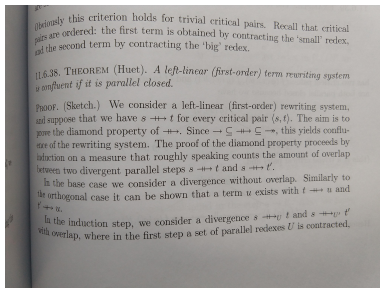 Obviously this criterion holds for trivial critical pairs. Recall that critical
pairs are ordered: the first term is obtained by contracting the 'small' redex,
and the second term by contracting the 'big' redex.
11.6.38. THEOREM (Huet). A left-linear (first-order) term rewriting system
is confluent if it is parallel closed.
PROOF. (Sketch.) We consider a left-linear (first-order) rewriting system,
and suppose that we have s ⇸ t for every critical pair ⟨s, t⟩. The aim is to
prove the diamond property of ⇸. Since → ⊆ ⇸ ⊆ ↠, this yields conflu-
ence of the rewriting system. The proof of the diamond property proceeds by
induction on a measure that roughly speaking counts the amount of overlap
between two divergent parallel steps s ⇸ t and s ⇸ t′.
In the base case we consider a divergence without overlap. Similarly to
the orthogonal case it can be shown that a term u exists with t ⇸ u and
t′ ⇸ u.
In the induction step, we consider a divergence s ⇸U t and s ⇸U′ t′
with overlap, where in the first step a set of parallel redexes U is contracted,